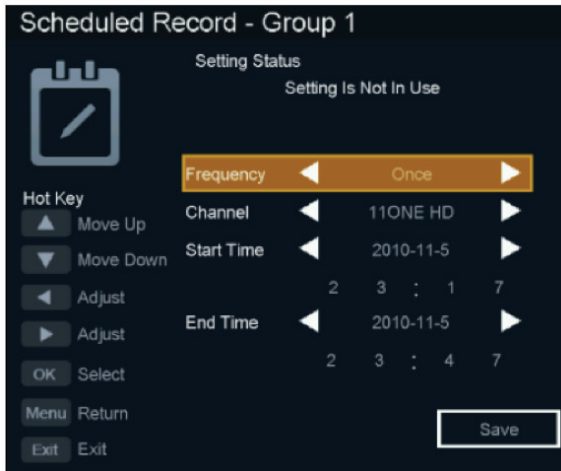 Scheduled Record - Group 1
Setting Status
Setting Is Not In Use
Frequency Once
Channel 11ONE HD
Start Time 2010-11-5
2 3 : 1 7
End Time 2010-11-5
2 3 : 4 7
Save
Hot Key
Move Up
Move Down
Adjust
Adjust
OK Select
Menu Return
Exit Exit